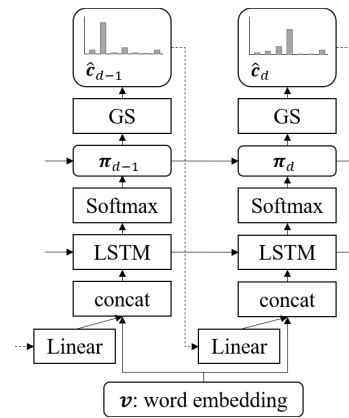 ĉ_{d−1}
ĉ_d
GS
GS
π_{d−1}
π_d
Softmax
Softmax
LSTM
LSTM
concat
concat
Linear
Linear
v: word embedding